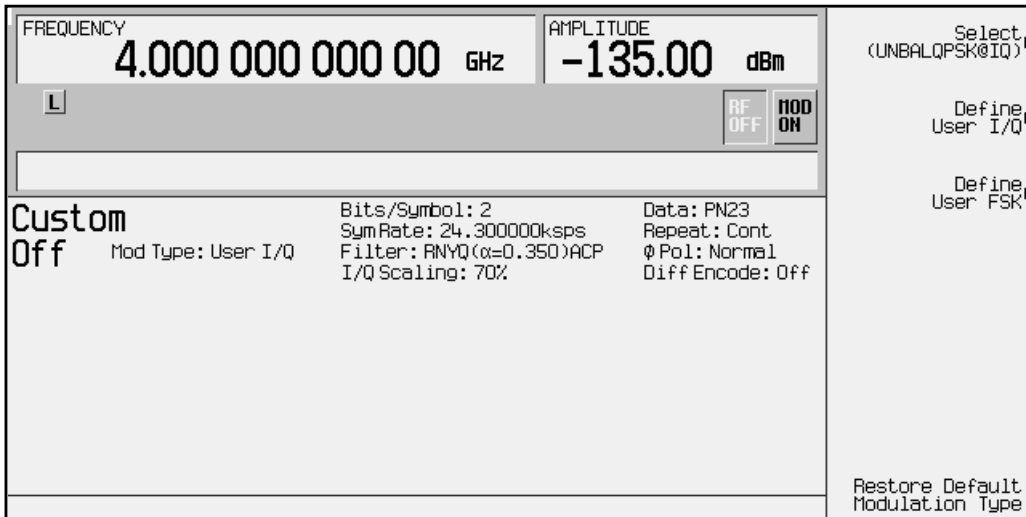 FREQUENCY
4.000 000 000 00 GHz
AMPLITUDE
-135.00 dBm
L
RF OFF
MOD ON
Custom
Off
Mod Type: User I/Q
Bits/Symbol: 2
Sym Rate: 24.300000ksps
Filter: RNYQ(α=0.350)ACP
I/Q Scaling: 70%
Data: PN23
Repeat: Cont
Φ Pol: Normal
Diff Encode: Off
Select
(UNBALQPSK@IQ)
Define
User I/Q
Define
User FSK
Restore Default
Modulation Type